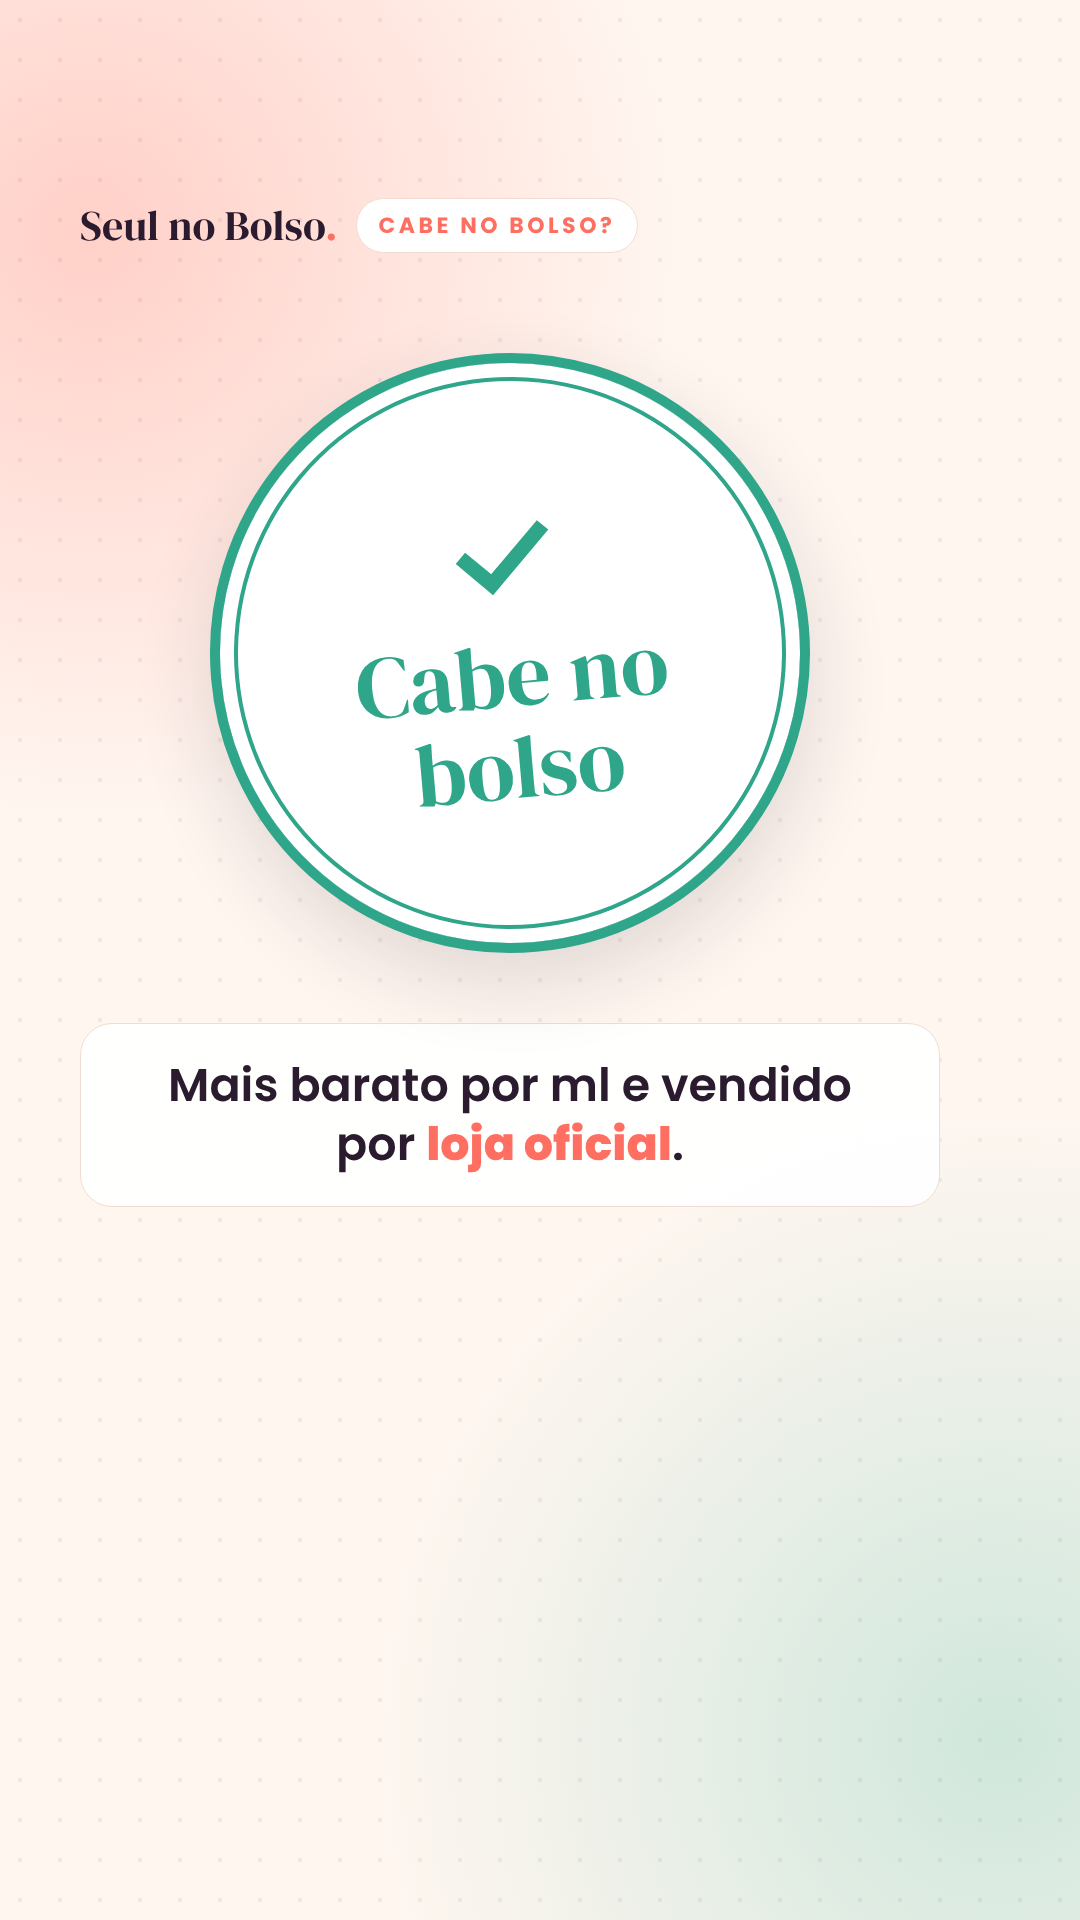 Seul no Bolso.
CABE NO BOLSO?
Cabe no
bolso
Mais barato por ml e vendido
por loja oficial.